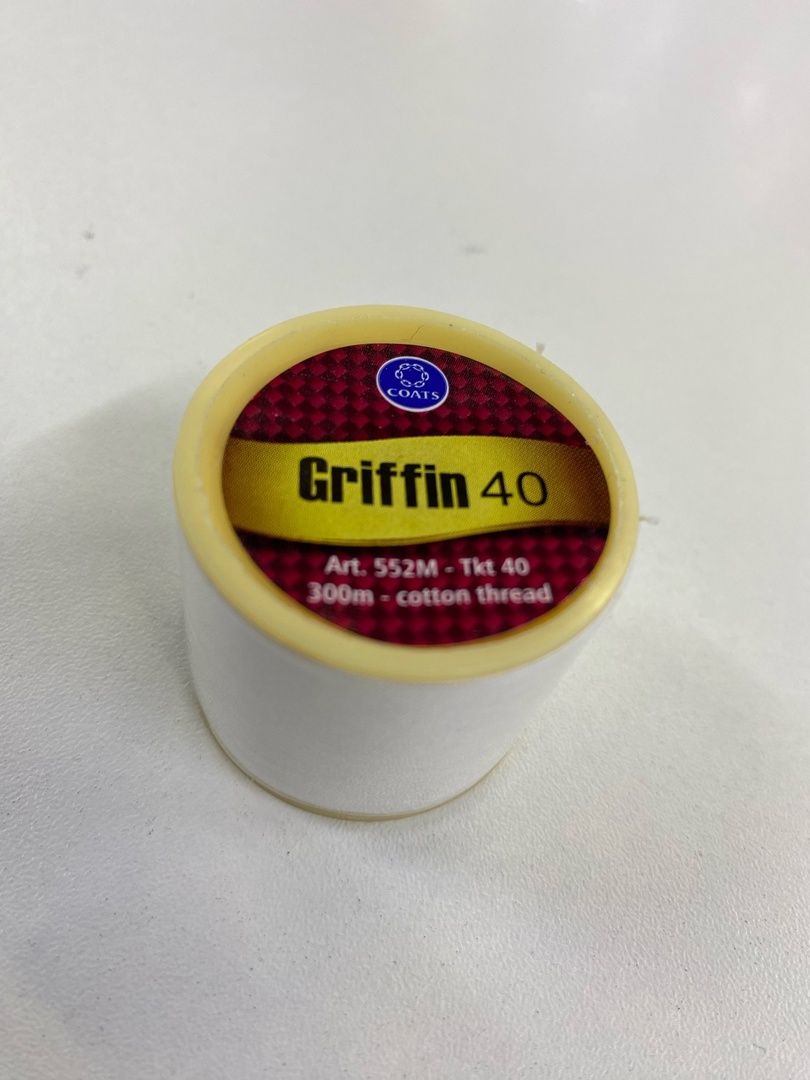 COATS
Griffin 40
Art. 552M - Tkt 40
300m - cotton thread